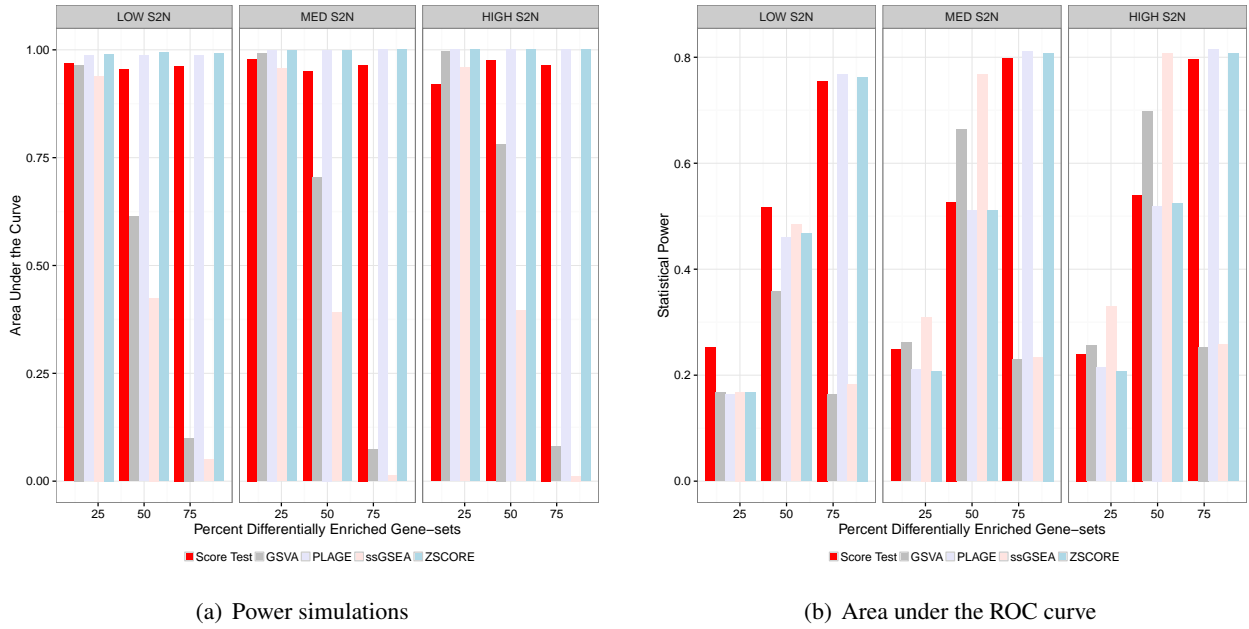 LOW S2N MED S2N HIGH S2N
1.00
0.75
0.50
0.25
0.00
Area Under the Curve
25 50 75 25 50 75 25 50 75
Percent Differentially Enriched Gene-sets
Score Test GSVA PLAGE ssGSEA ZSCORE
(a) Power simulations
LOW S2N MED S2N HIGH S2N
0.8
0.6
0.4
0.2
0.0
Statistical Power
25 50 75 25 50 75 25 50 75
Percent Differentially Enriched Gene-sets
Score Test GSVA PLAGE ssGSEA ZSCORE
(b) Area under the ROC curve